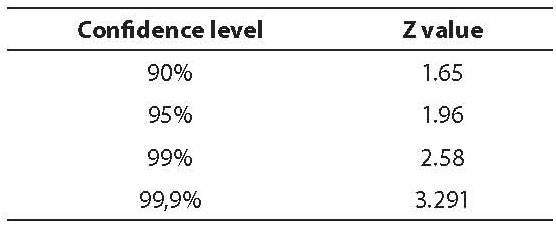 Confidence level Z value
90% 1.65
95% 1.96
99% 2.58
99,9% 3.291